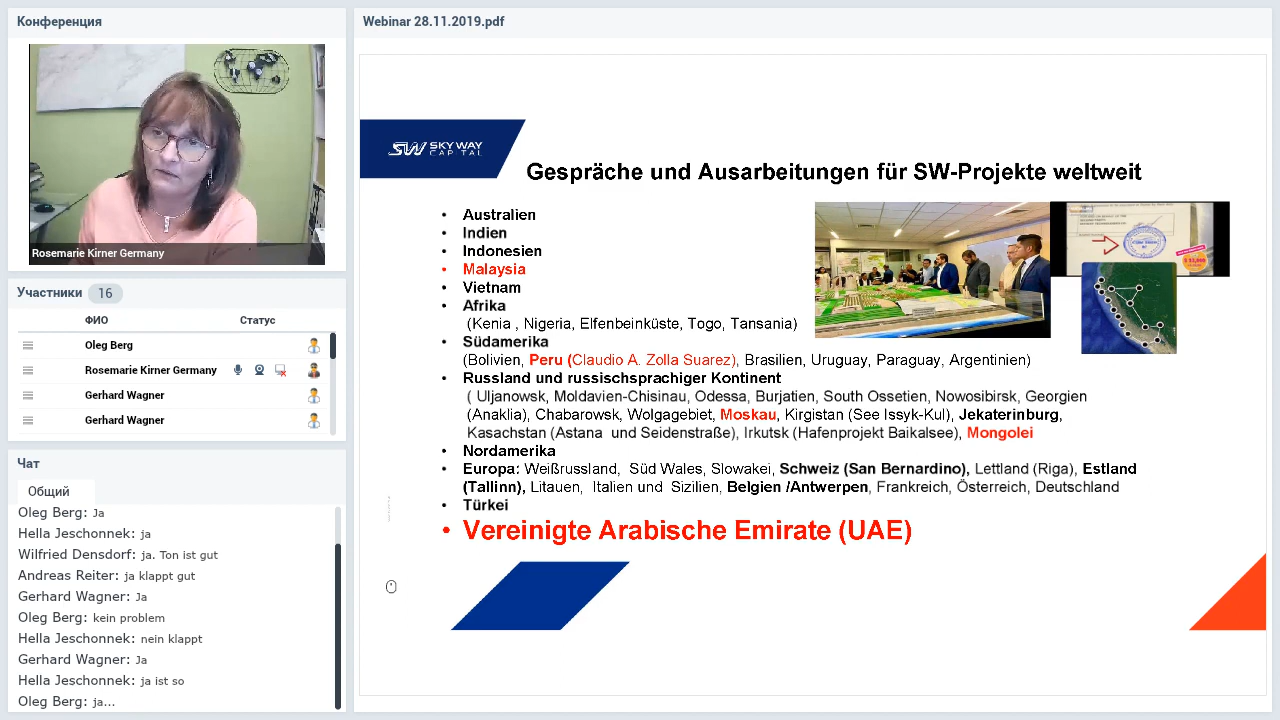 Конференция
Rosemarie Kirner Germany
Участники 16
ФИО Статус
Oleg Berg
Rosemarie Kirner Germany
Gerhard Wagner
Gerhard Wagner
Чат
Общий
Oleg Berg: Ja
Hella Jeschonnek: ja
Wilfried Densdorf: ja. Ton ist gut
Andreas Reiter: ja klappt gut
Gerhard Wagner: Ja
Oleg Berg: kein problem
Hella Jeschonnek: nein klappt
Gerhard Wagner: Ja
Hella Jeschonnek: ja ist so
Oleg Berg: ja...
Webinar 28.11.2019.pdf
SW SKY WAY
CAPITAL
Gespräche und Ausarbeitungen für SW-Projekte weltweit
• Australien
• Indien
• Indonesien
• Malaysia
• Vietnam
• Afrika
(Kenia , Nigeria, Elfenbeinküste, Togo, Tansania)
• Südamerika
(Bolivien, Peru (Claudio A. Zolla Suarez), Brasilien, Uruguay, Paraguay, Argentinien)
• Russland und russischsprachiger Kontinent
( Uljanowsk, Moldavien-Chisinau, Odessa, Burjatien, South Ossetien, Nowosibirsk, Georgien
(Anaklia), Chabarowsk, Wolgagebiet, Moskau, Kirgistan (See Issyk-Kul), Jekaterinburg,
Kasachstan (Astana und Seidenstraße), Irkutsk (Hafenprojekt Baikalsee), Mongolei
• Nordamerika
• Europa: Weißrussland, Süd Wales, Slowakei, Schweiz (San Bernardino), Lettland (Riga), Estland
(Tallinn), Litauen, Italien und Sizilien, Belgien /Antwerpen, Frankreich, Österreich, Deutschland
• Türkei
• Vereinigte Arabische Emirate (UAE)